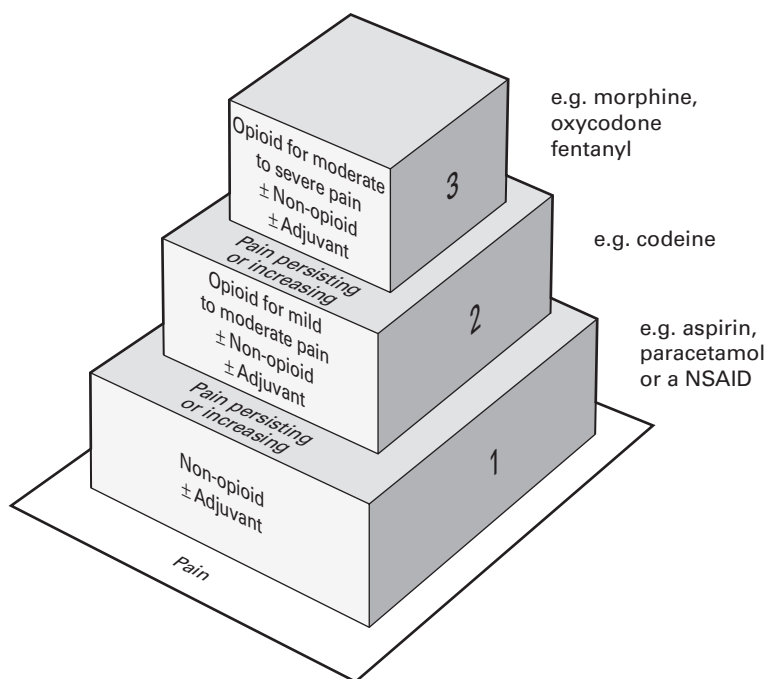 e.g. morphine,
oxycodone
fentanyl
Opioid for moderate
to severe pain
± Non-opioid
± Adjuvant
3
Pain persisting
or increasing
e.g. codeine
Opioid for mild
to moderate pain
± Non-opioid
± Adjuvant
2
Pain persisting
or increasing
e.g. aspirin,
paracetamol
or a NSAID
Non-opioid
± Adjuvant
1
Pain